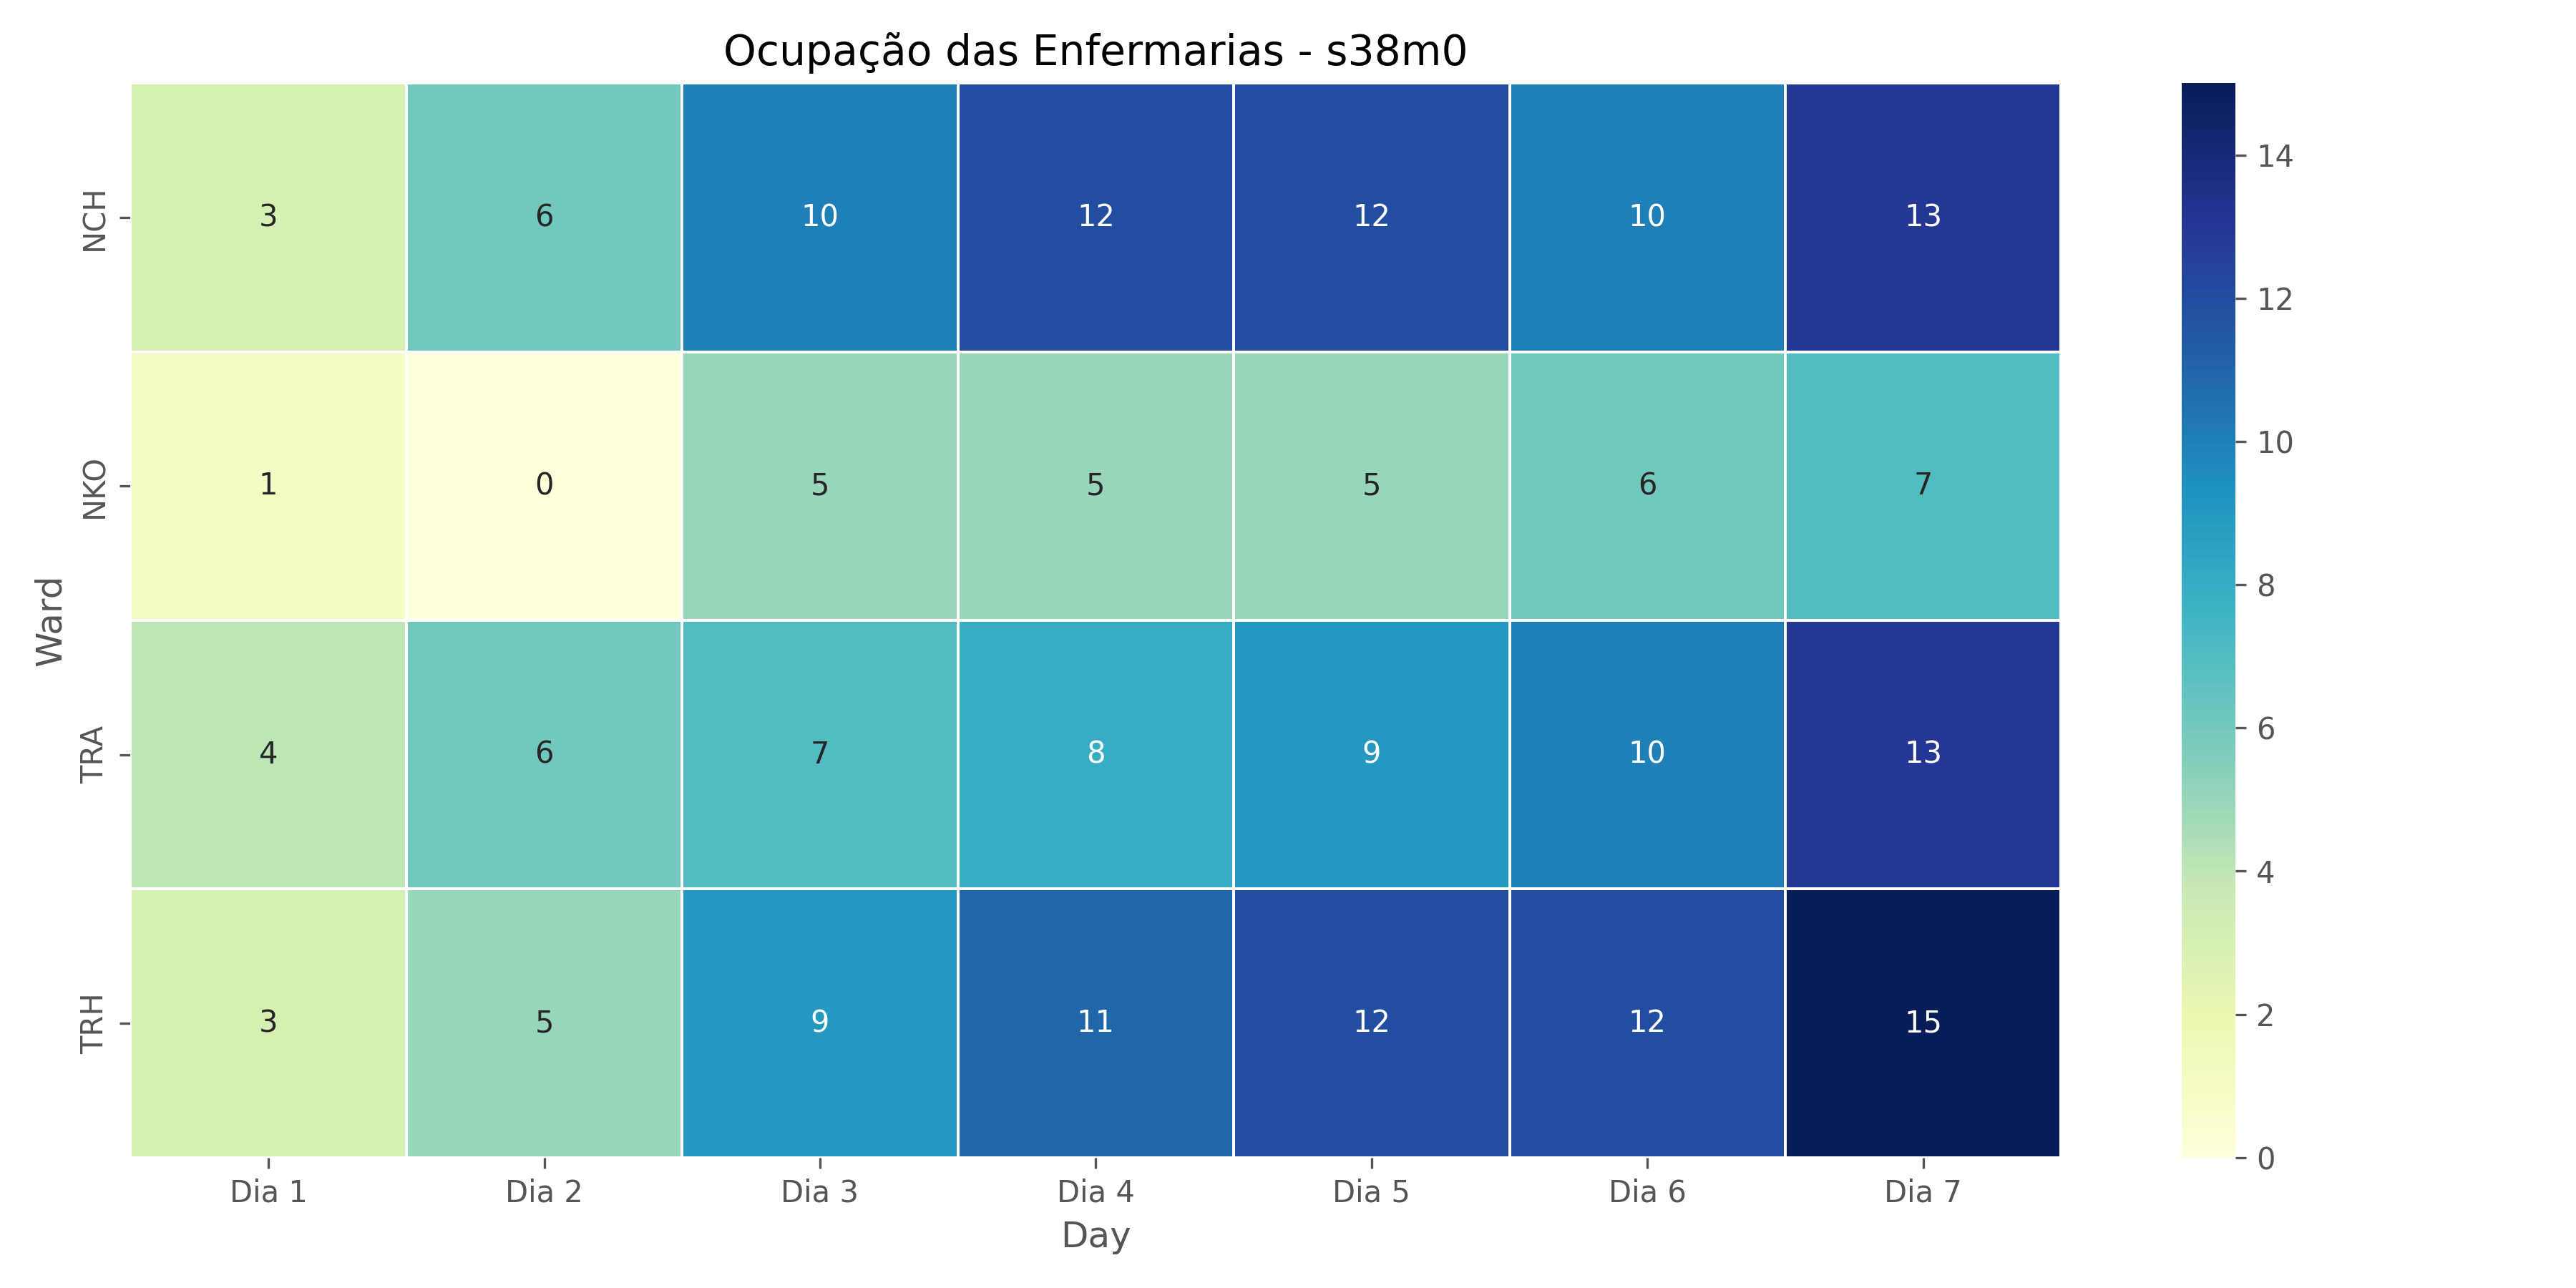 Ocupação das Enfermarias - s38m0
Ward
NCH 3 6 10 12 12 10 13
NKO 1 0 5 5 5 6 7
TRA 4 6 7 8 9 10 13
TRH 3 5 9 11 12 12 15
Dia 1 Dia 2 Dia 3 Dia 4 Dia 5 Dia 6 Dia 7
Day
14
12
10
8
6
4
2
0